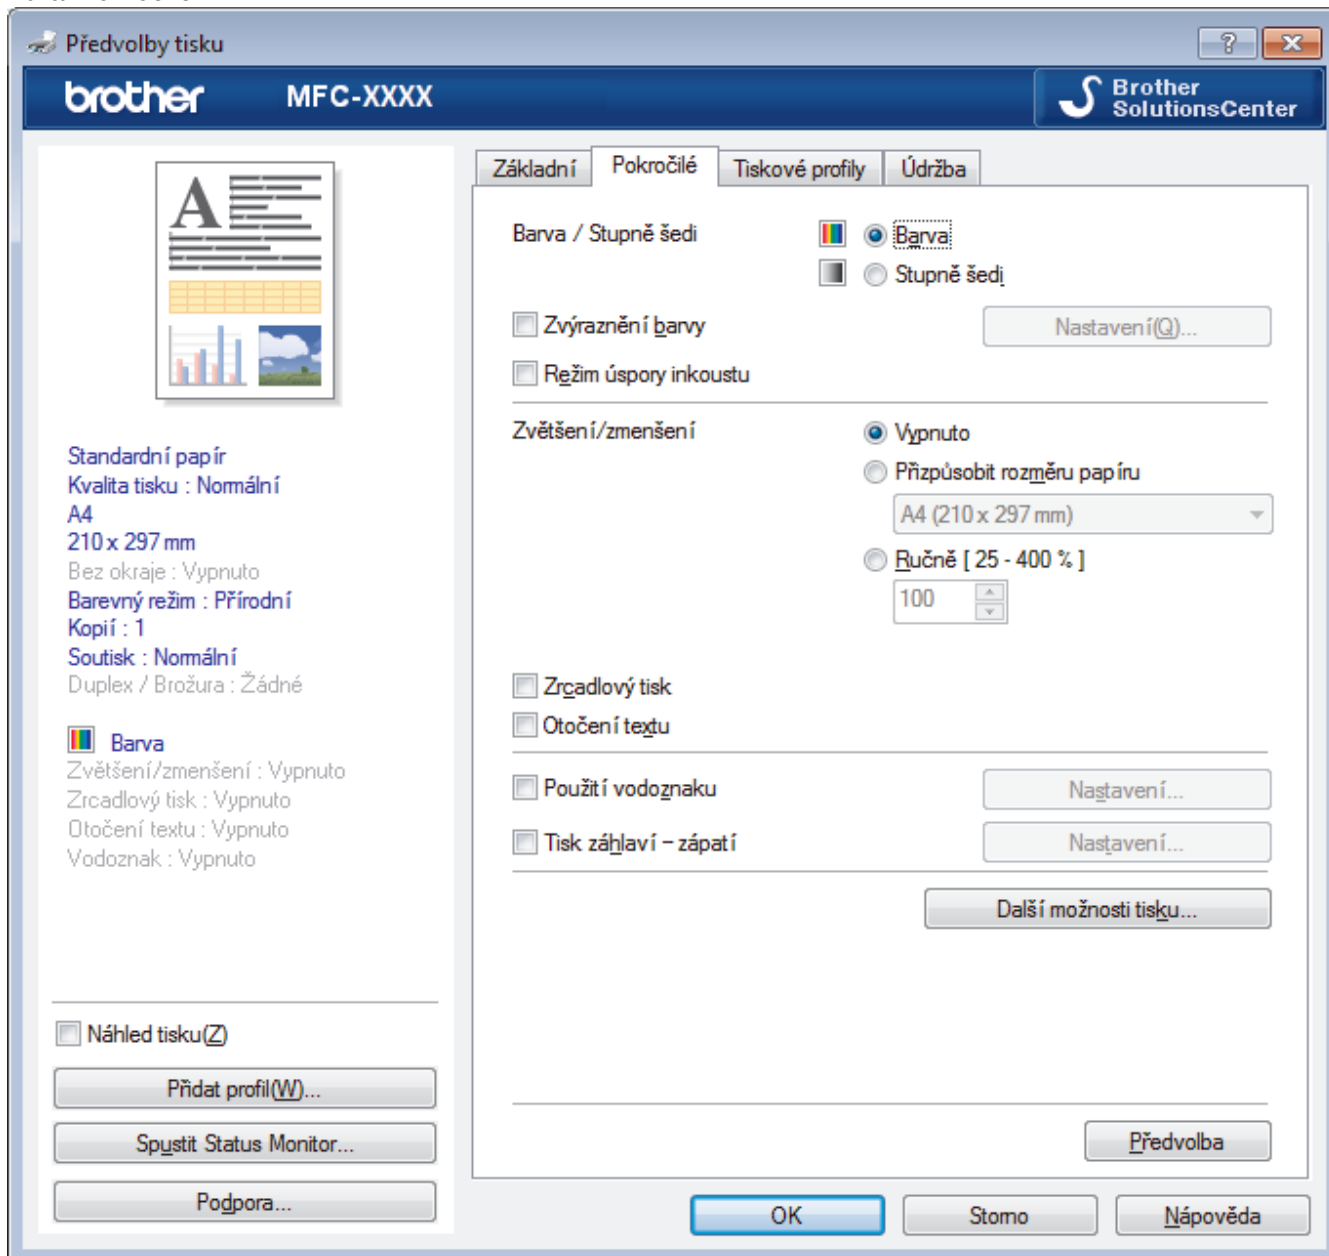 Předvolby tisku
brother MFC-XXXX
Brother
SolutionsCenter
Základní Pokročilé Tiskové profily Údržba
A
Standardní papír
Kvalita tisku : Normální
A4
210 x 297 mm
Bez okraje : Vypnuto
Barevný režim : Přírodní
Kopií : 1
Soutisk : Normální
Duplex / Brožura : Žádné
Barva
Zvětšení/zmenšení : Vypnuto
Zrcadlový tisk : Vypnuto
Otočení textu : Vypnuto
Vodoznak : Vypnuto
Náhled tisku(Z)
Přidat profil(W)...
Spustit Status Monitor...
Podpora...
Barva / Stupně šedi
Barva
Stupně šedi
Zvýraznění barvy
Nastavení(Q)...
Režim úspory inkoustu
Zvětšení/zmenšení
Vypnuto
Přizpůsobit rozměru papíru
A4 (210 x 297 mm)
Ručně [ 25 - 400 % ]
100
Zrcadlový tisk
Otočení textu
Použití vodoznaku
Nastavení...
Tisk záhlaví – zápatí
Nastavení...
Další možnosti tisku...
Předvolba
OK Storno Nápověda